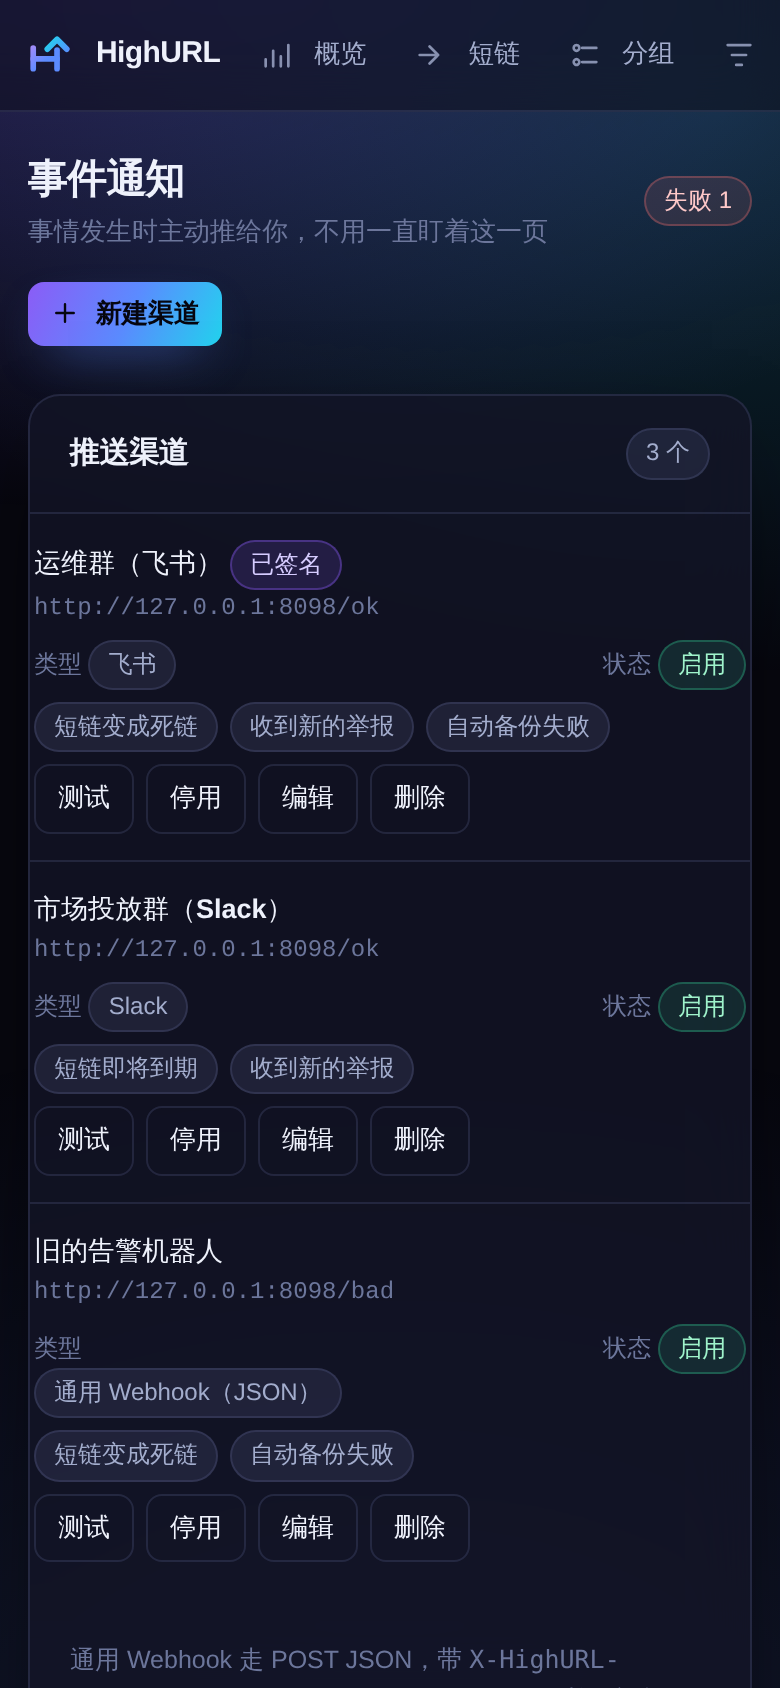 HighURL 概览 短链 分组
事件通知
失败 1
事情发生时主动推给你，不用一直盯着这一页
新建渠道
推送渠道 3 个
运维群（飞书） 已签名
http://127.0.0.1:8098/ok
类型 飞书 状态 启用
短链变成死链 收到新的举报 自动备份失败
测试 停用 编辑 删除
市场投放群（Slack）
http://127.0.0.1:8098/ok
类型 Slack 状态 启用
短链即将到期 收到新的举报
测试 停用 编辑 删除
旧的告警机器人
http://127.0.0.1:8098/bad
类型 状态 启用
通用 Webhook（JSON）
短链变成死链 自动备份失败
测试 停用 编辑 删除
通用 Webhook 走 POST JSON，带 X-HighURL-